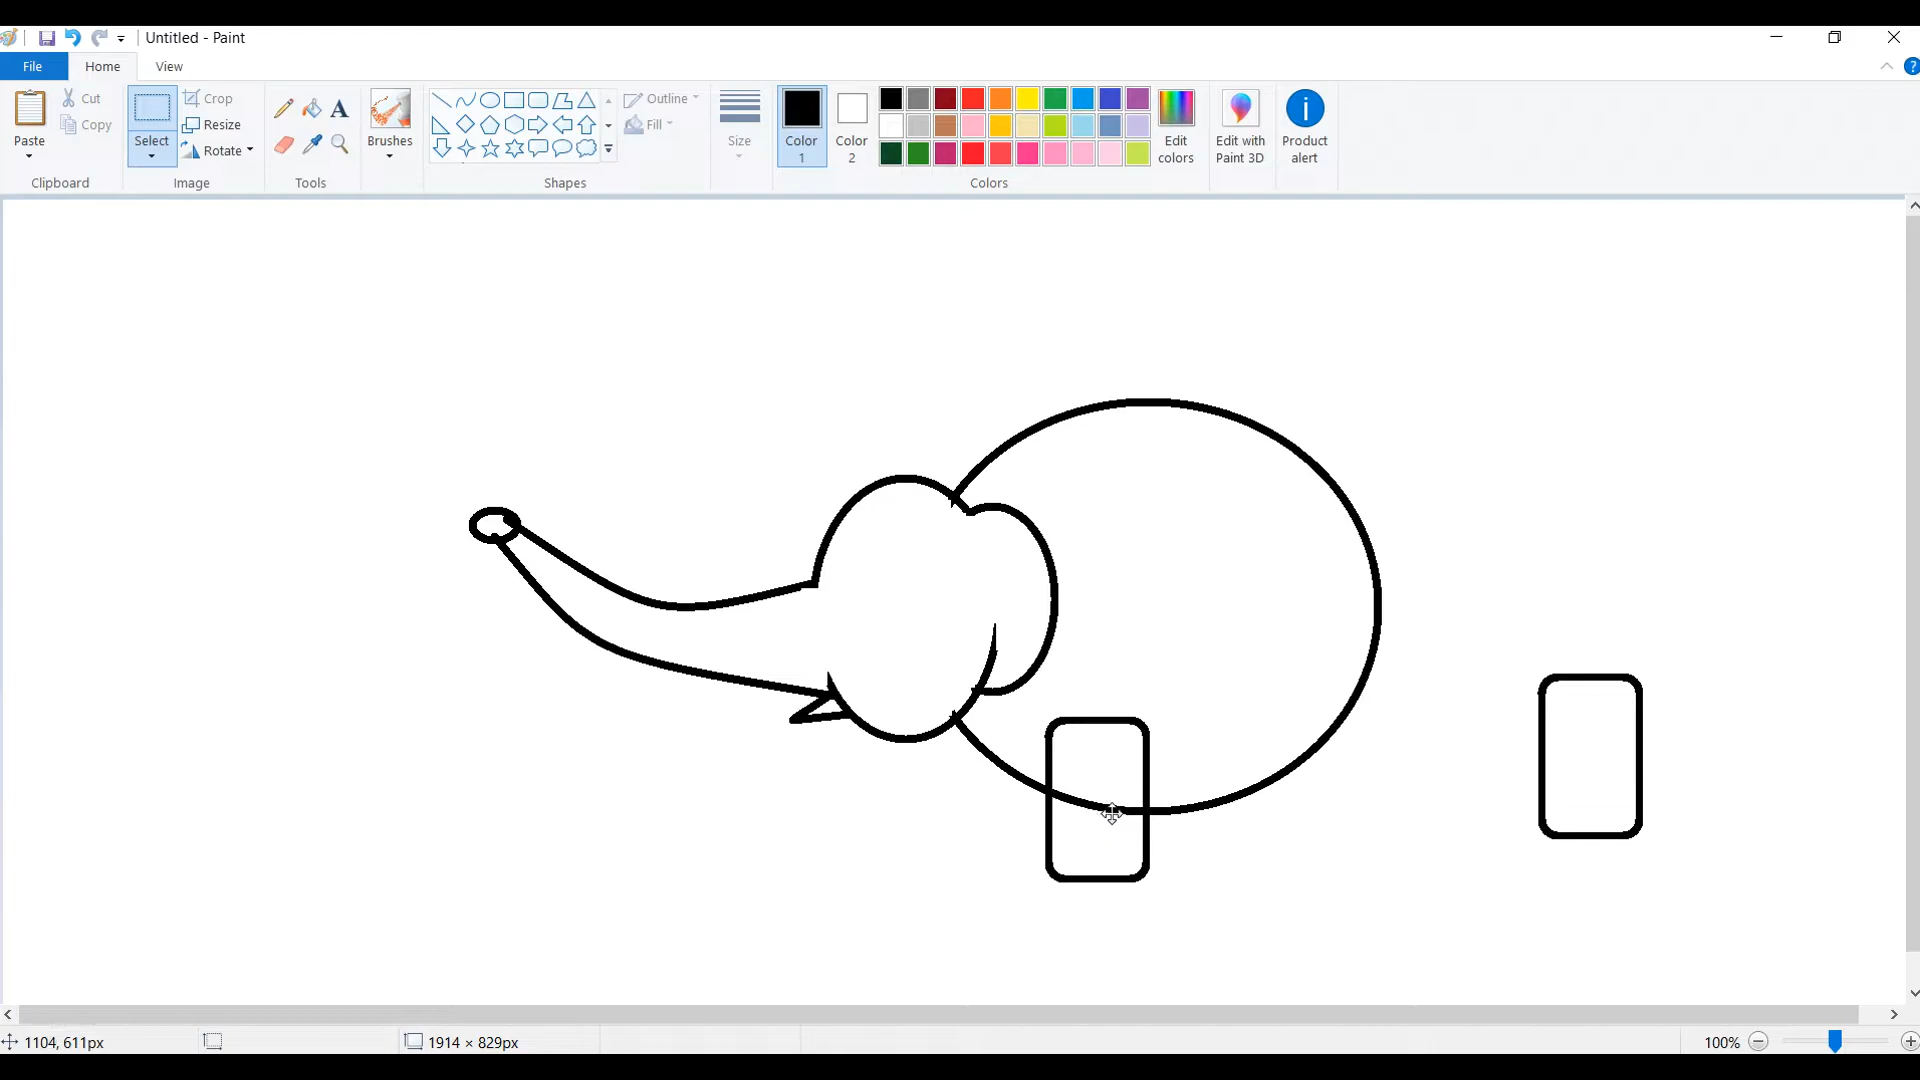 Untitled - Paint
File Home View
Paste
Cut
Copy
Clipboard
Select
Crop
Resize
Rotate
Image
A
Tools
Brushes
Shapes
Outline
Fill
Size
Color 1
Color 2
Edit colors
Colors
Edit with Paint 3D
Product alert
1104, 611px
1914 × 829px
100%